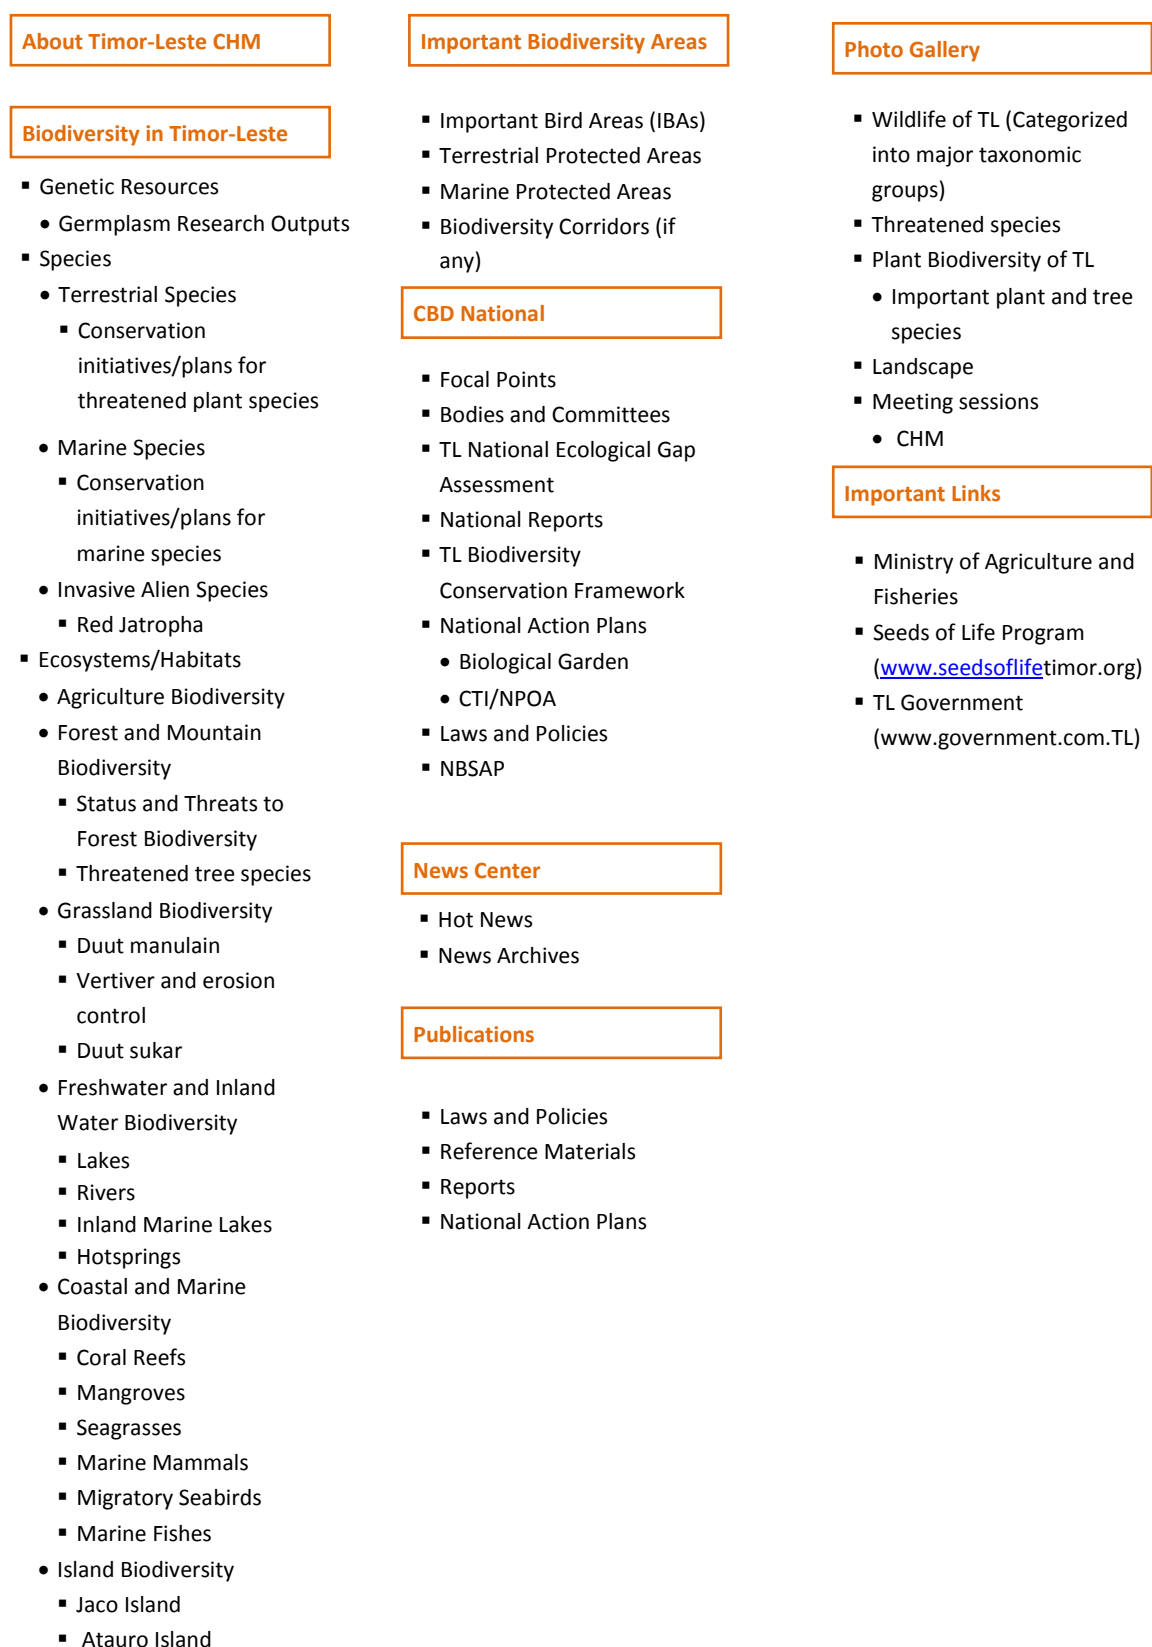 About Timor-Leste CHM
Biodiversity in Timor-Leste
▪ Genetic Resources
• Germplasm Research Outputs
▪ Species
• Terrestrial Species
▪ Conservation
initiatives/plans for
threatened plant species
• Marine Species
▪ Conservation
initiatives/plans for
marine species
• Invasive Alien Species
▪ Red Jatropha
▪ Ecosystems/Habitats
• Agriculture Biodiversity
• Forest and Mountain
Biodiversity
▪ Status and Threats to
Forest Biodiversity
▪ Threatened tree species
• Grassland Biodiversity
▪ Duut manulain
▪ Vertiver and erosion
control
▪ Duut sukar
• Freshwater and Inland
Water Biodiversity
▪ Lakes
▪ Rivers
▪ Inland Marine Lakes
▪ Hotsprings
• Coastal and Marine
Biodiversity
▪ Coral Reefs
▪ Mangroves
▪ Seagrasses
▪ Marine Mammals
▪ Migratory Seabirds
▪ Marine Fishes
• Island Biodiversity
▪ Jaco Island
▪ Atauro Island
Important Biodiversity Areas
▪ Important Bird Areas (IBAs)
▪ Terrestrial Protected Areas
▪ Marine Protected Areas
▪ Biodiversity Corridors (if
any)
CBD National
▪ Focal Points
▪ Bodies and Committees
▪ TL National Ecological Gap
Assessment
▪ National Reports
▪ TL Biodiversity
Conservation Framework
▪ National Action Plans
• Biological Garden
• CTI/NPOA
▪ Laws and Policies
▪ NBSAP
News Center
▪ Hot News
▪ News Archives
Publications
▪ Laws and Policies
▪ Reference Materials
▪ Reports
▪ National Action Plans
Photo Gallery
▪ Wildlife of TL (Categorized
into major taxonomic
groups)
▪ Threatened species
▪ Plant Biodiversity of TL
• Important plant and tree
species
▪ Landscape
▪ Meeting sessions
• CHM
Important Links
▪ Ministry of Agriculture and
Fisheries
▪ Seeds of Life Program
(www.seedsoflifetimor.org)
▪ TL Government
(www.government.com.TL)